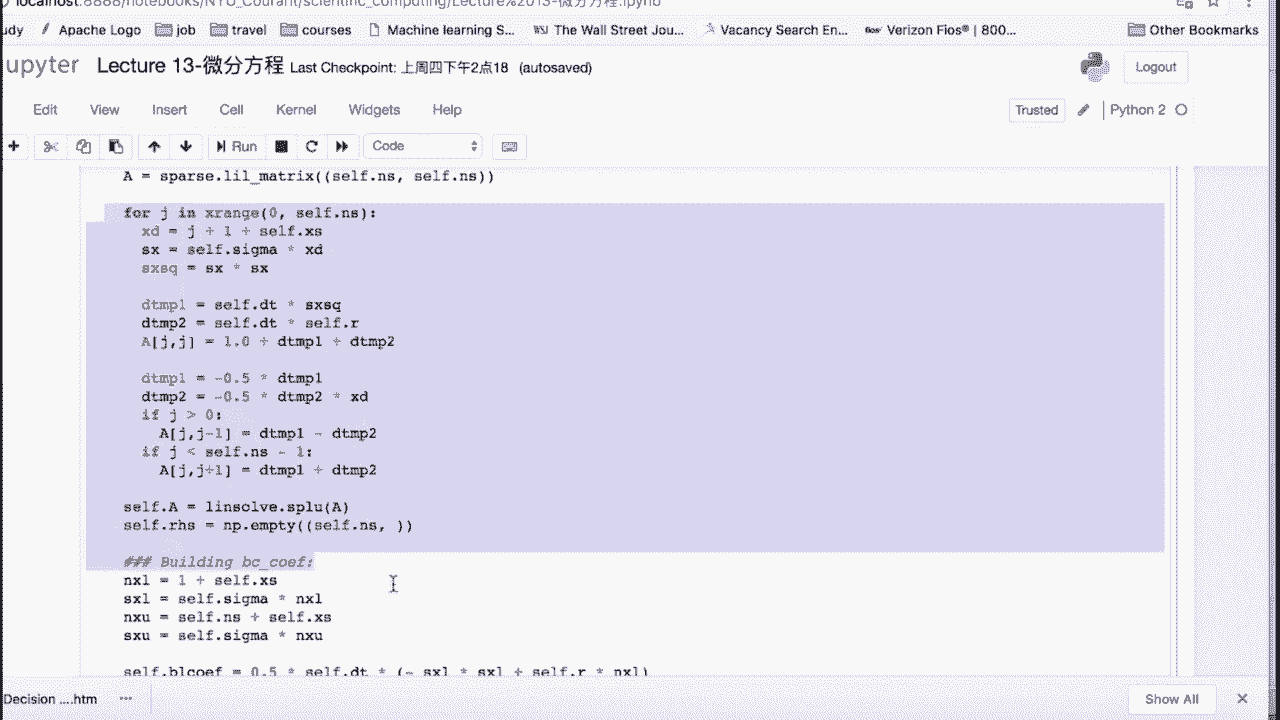 localhost:8888/notebooks/NYU_Courant/scientific_computing/Lecture%2013-微分方程.ipynb
udy Apache Logo job travel courses Machine learning S... WSJ The Wall Street Jou... Vacancy Search En... fios Verizon Fios® | 800... Other Bookmarks
upyter Lecture 13-微分方程 Last Checkpoint: 上周四下午2点18 (autosaved) Logout
Edit View Insert Cell Kernel Widgets Help Trusted Python 2
Run Code
A = sparse.lil_matrix((self.ns, self.ns))
for j in xrange(0, self.ns):
xd = j + 1 + self.xs
sx = self.sigma * xd
sxsq = sx * sx
dtmp1 = self.dt * sxsq
dtmp2 = self.dt * self.r
A[j,j] = 1.0 + dtmp1 + dtmp2
dtmp1 = -0.5 * dtmp1
dtmp2 = -0.5 * dtmp2 * xd
if j > 0:
A[j,j-1] = dtmp1 - dtmp2
if j < self.ns - 1:
A[j,j+1] = dtmp1 + dtmp2
self.A = linsolve.splu(A)
self.rhs = np.empty((self.ns, ))
### Building bc_coef:
nxl = 1 + self.xs
sxl = self.sigma * nxl
nxu = self.ns + self.xs
sxu = self.sigma * nxu
self.blcoef = 0.5 * self.dt * (- sxl * sxl + self.r * nxl)
Decision ....htm Show All